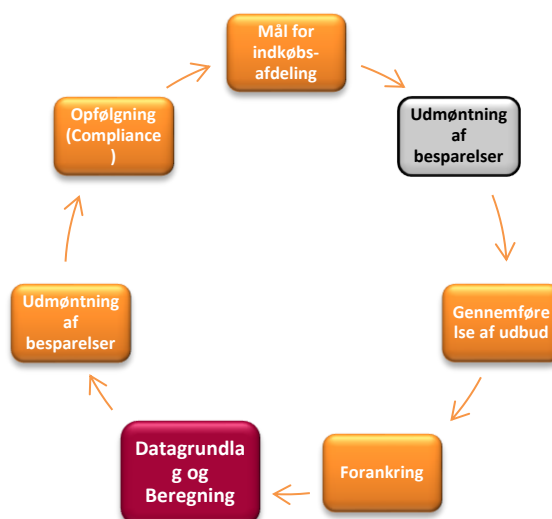 Mål for
indkøbs-
afdeling
Udmøntning
af
besparelser
Gennemføre
lse af udbud
Forankring
Datagrundla
g og
Beregning
Udmøntning
af
besparelser
Opfølgning
(Compliance
)